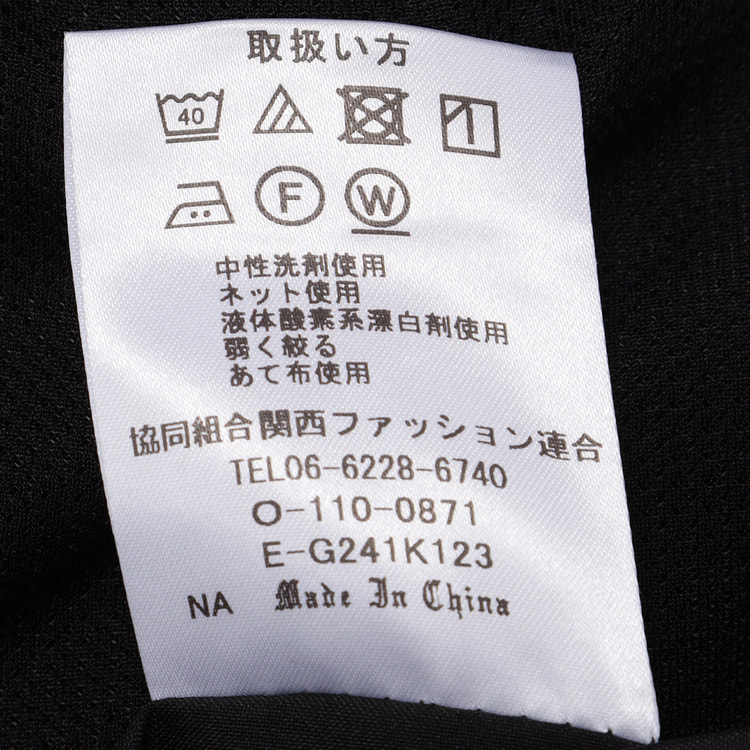 取扱い方
40
F W
中性洗剤使用
ネット使用
液体酸素系漂白剤使用
弱く絞る
あて布使用
協同組合関西ファッション連合
TEL06-6228-6740
O-110-0871
E-G241K123
NA Made In China